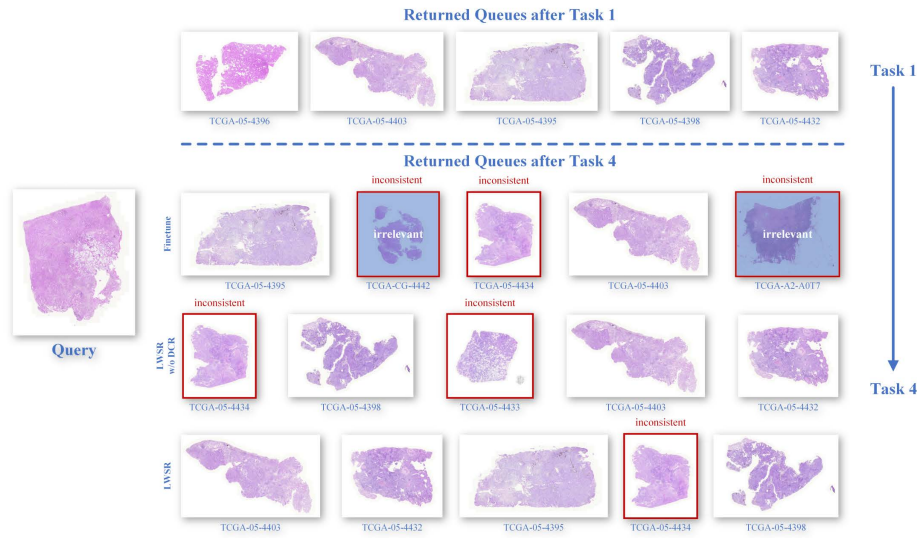 Returned Queues after Task 1
Task 1
TCGA-05-4396
TCGA-05-4403
TCGA-05-4395
TCGA-05-4398
TCGA-05-4432
Returned Queues after Task 4
inconsistent
inconsistent
inconsistent
Finetune
irrelevant
irrelevant
TCGA-05-4395
TCGA-CG-4442
TCGA-05-4434
TCGA-05-4403
TCGA-A2-A0T7
Query
inconsistent
inconsistent
LWSR
w/o DCR
TCGA-05-4434
TCGA-05-4398
TCGA-05-4433
TCGA-05-4403
TCGA-05-4432
Task 4
inconsistent
LWSR
TCGA-05-4403
TCGA-05-4432
TCGA-05-4395
TCGA-05-4434
TCGA-05-4398